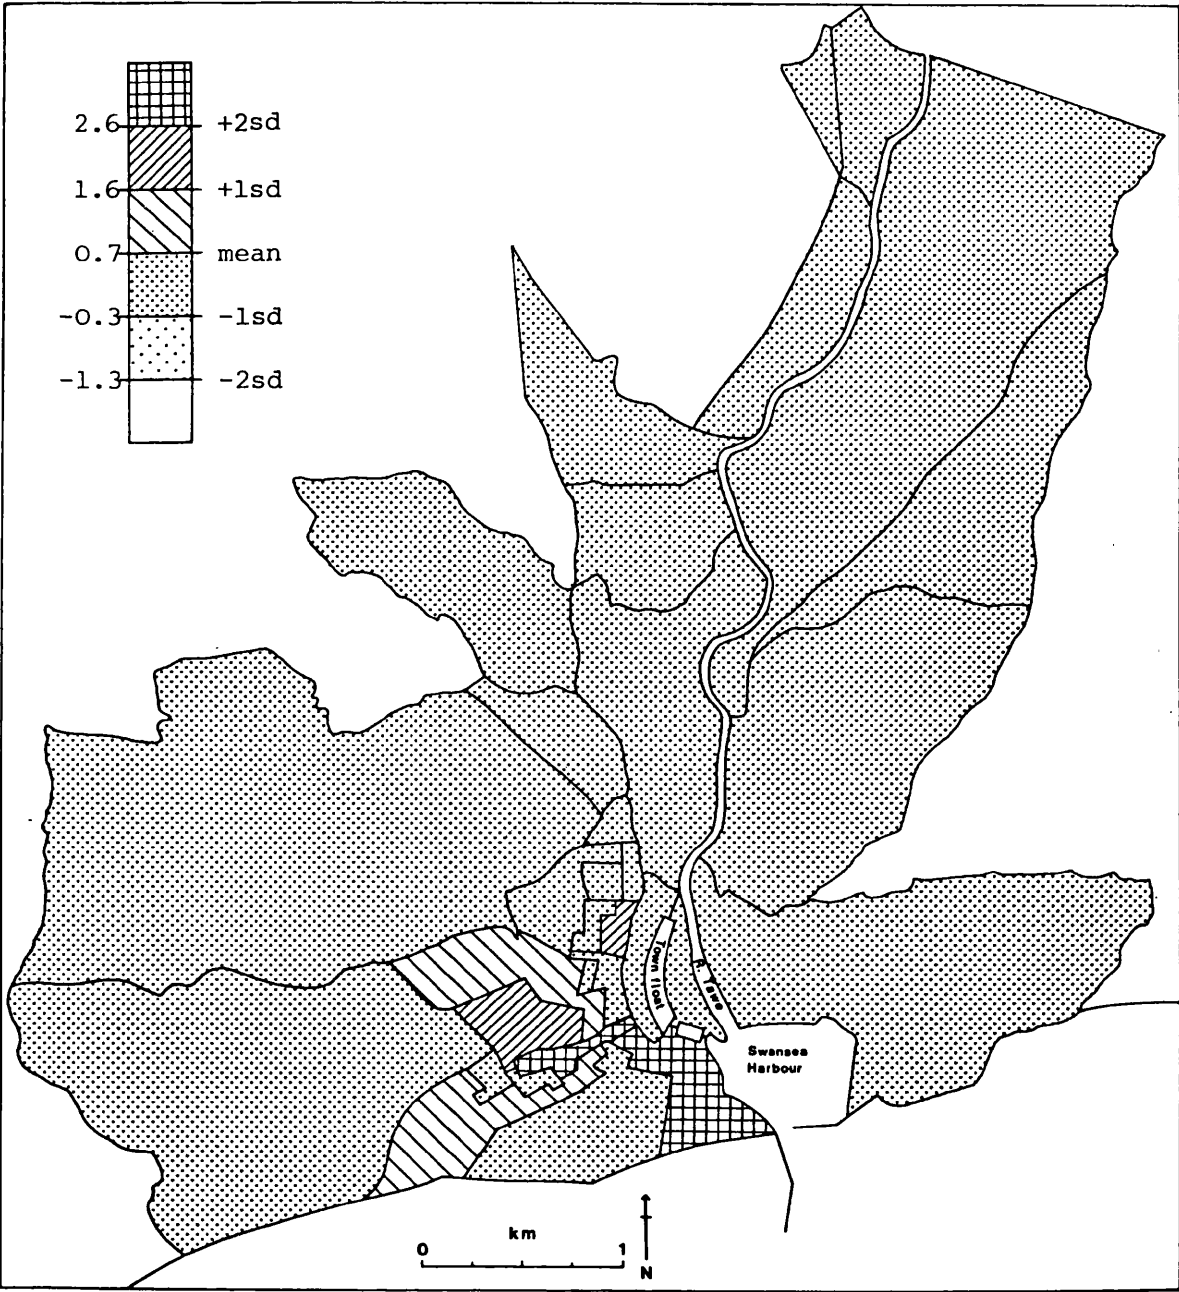 2.6 +2sd
1.6 +1sd
0.7 mean
-0.3 -1sd
-1.3 -2sd
Town float
R. Tawe
Swansea
Harbour
km
0 1
N